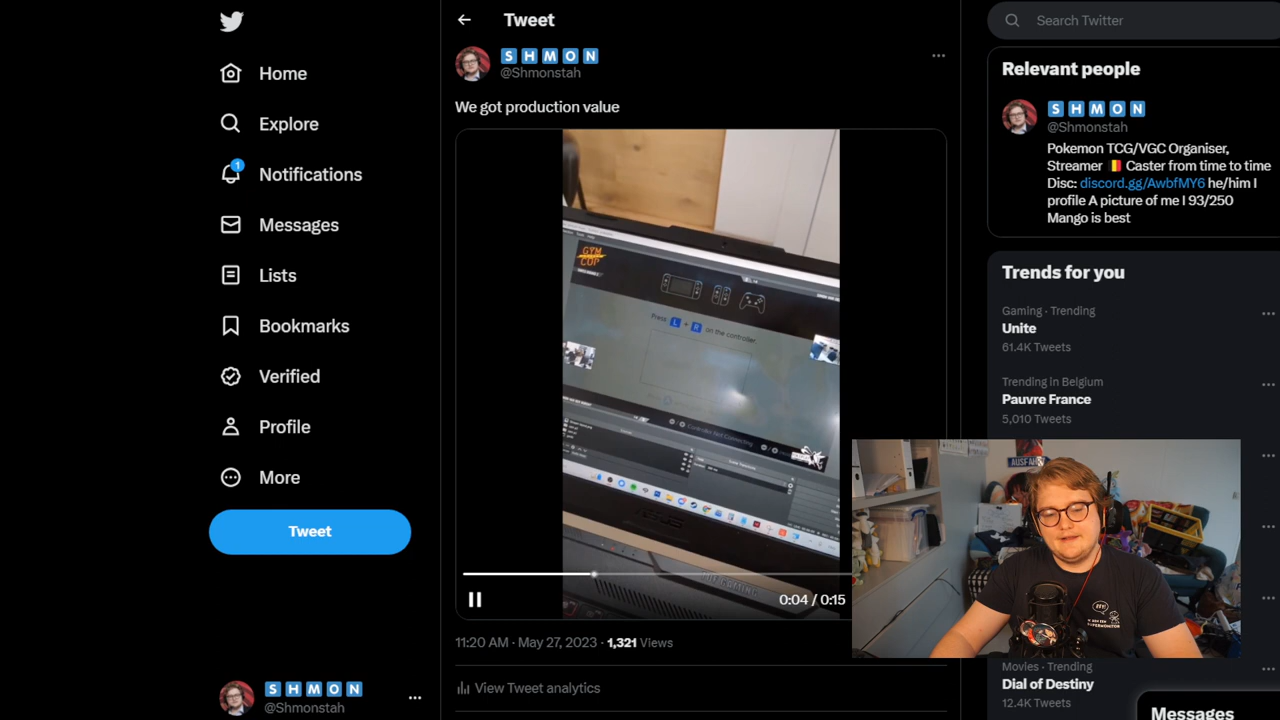 Tweet
Search Twitter
🅂 🄷 🄼 🄾 🄽
@Shmonstah
We got production value
GYM
CUP
Press L + R on the controller.
0:04 / 0:15
11:20 AM · May 27, 2023 · 1,321 Views
View Tweet analytics
Home
Explore
1
Notifications
Messages
Lists
Bookmarks
Verified
Profile
More
Tweet
🅂 🄷 🄼 🄾 🄽
@Shmonstah
Relevant people
🅂 🄷 🄼 🄾 🄽
@Shmonstah
Pokemon TCG/VGC Organiser,
Streamer 🇧🇪 Caster from time to time
Disc: discord.gg/AwbfMY6 he/him I
profile A picture of me I 93/250
Mango is best
Trends for you
Gaming · Trending
Unite
61.4K Tweets
Trending in Belgium
Pauvre France
5,010 Tweets
AUSFAH
HEY!
Movies · Trending
Dial of Destiny
12.4K Tweets
Messages